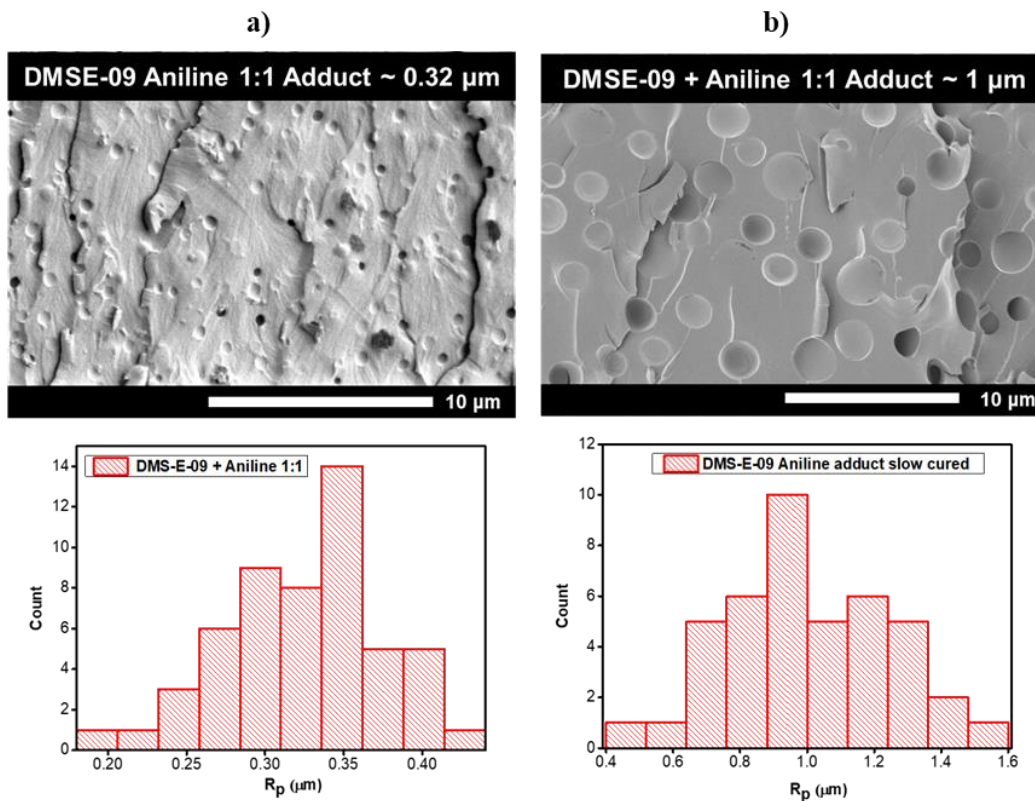 a)
b)
DMSE-09 Aniline 1:1 Adduct ~ 0.32 µm
DMSE-09 + Aniline 1:1 Adduct ~ 1 µm
10 µm
10 µm
DMS-E-09 + Aniline 1:1
14
12
10
8
6
4
2
0
Count
0.20
0.25
0.30
0.35
0.40
Rp (µm)
DMS-E-09 Aniline adduct slow cured
12
10
8
6
4
2
0
Count
0.4
0.6
0.8
1.0
1.2
1.4
1.6
Rp (µm)